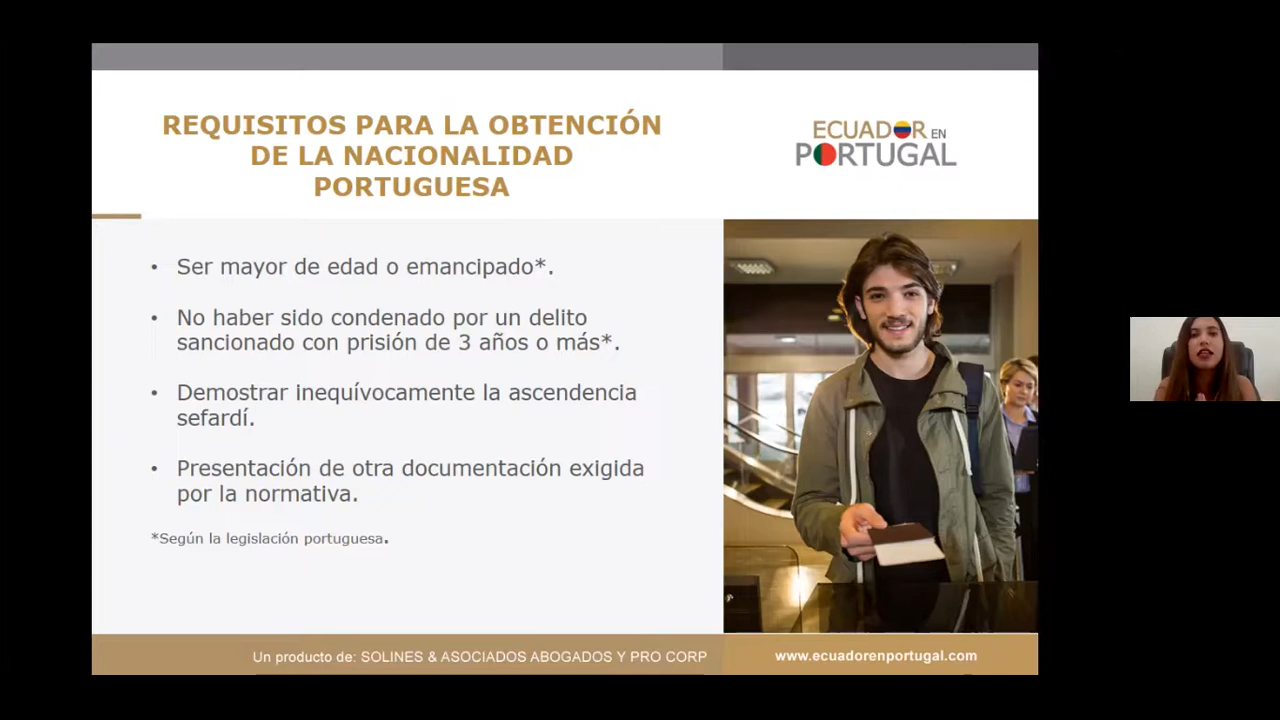 REQUISITOS PARA LA OBTENCIÓN
DE LA NACIONALIDAD
PORTUGUESA
ECUADOR EN
PORTUGAL
• Ser mayor de edad o emancipado*.
• No haber sido condenado por un delito
sancionado con prisión de 3 años o más*.
• Demostrar inequívocamente la ascendencia
sefardí.
• Presentación de otra documentación exigida
por la normativa.
*Según la legislación portuguesa.
Un producto de: SOLINES & ASOCIADOS ABOGADOS Y PRO CORP
www.ecuadorenportugal.com